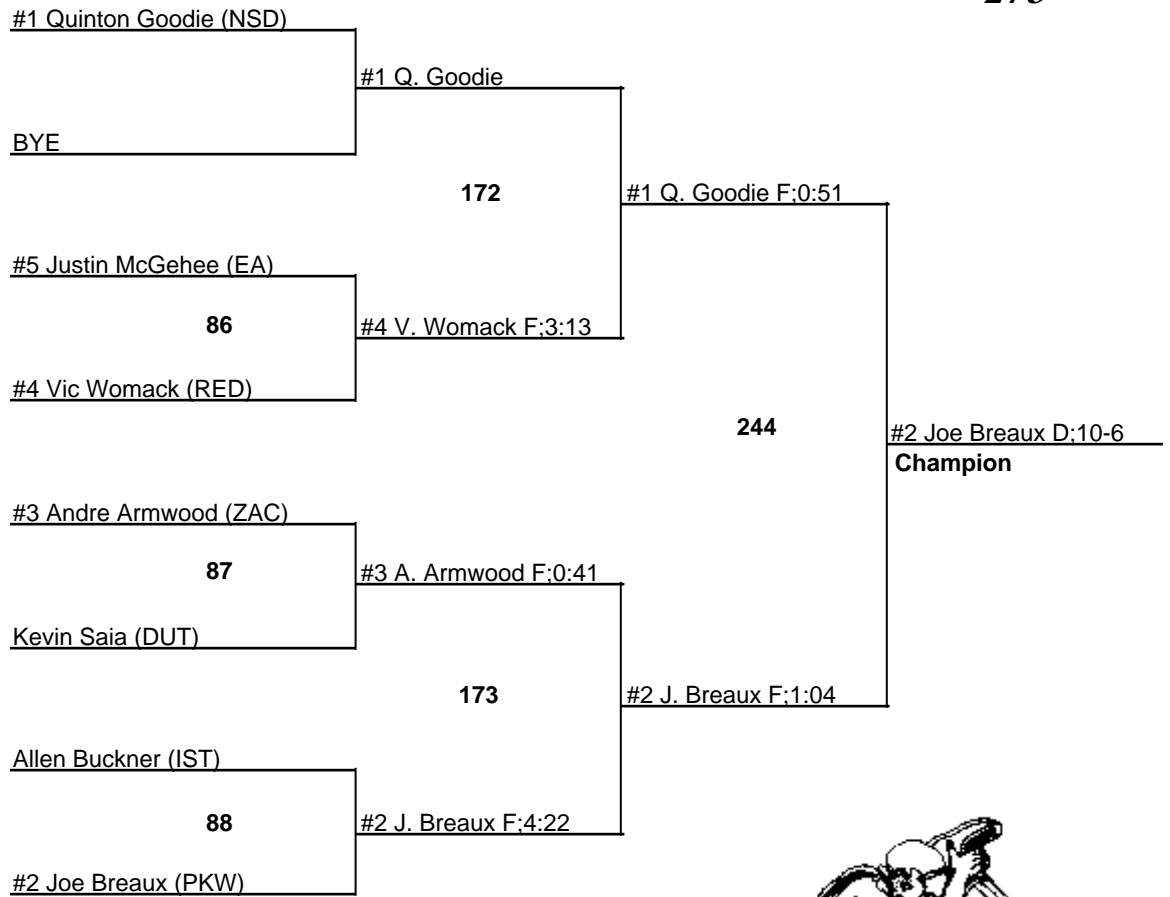 #1 Quinton Goodie (NSD)
#1 Q. Goodie
BYE
172
#1 Q. Goodie F;0:51
#5 Justin McGehee (EA)
86
#4 V. Womack F;3:13
#4 Vic Womack (RED)
244
#2 Joe Breaux D;10-6
Champion
#3 Andre Armwood (ZAC)
87
#3 A. Armwood F;0:41
Kevin Saia (DUT)
173
#2 J. Breaux F;1:04
Allen Buckner (IST)
88
#2 J. Breaux F;4:22
#2 Joe Breaux (PKW)